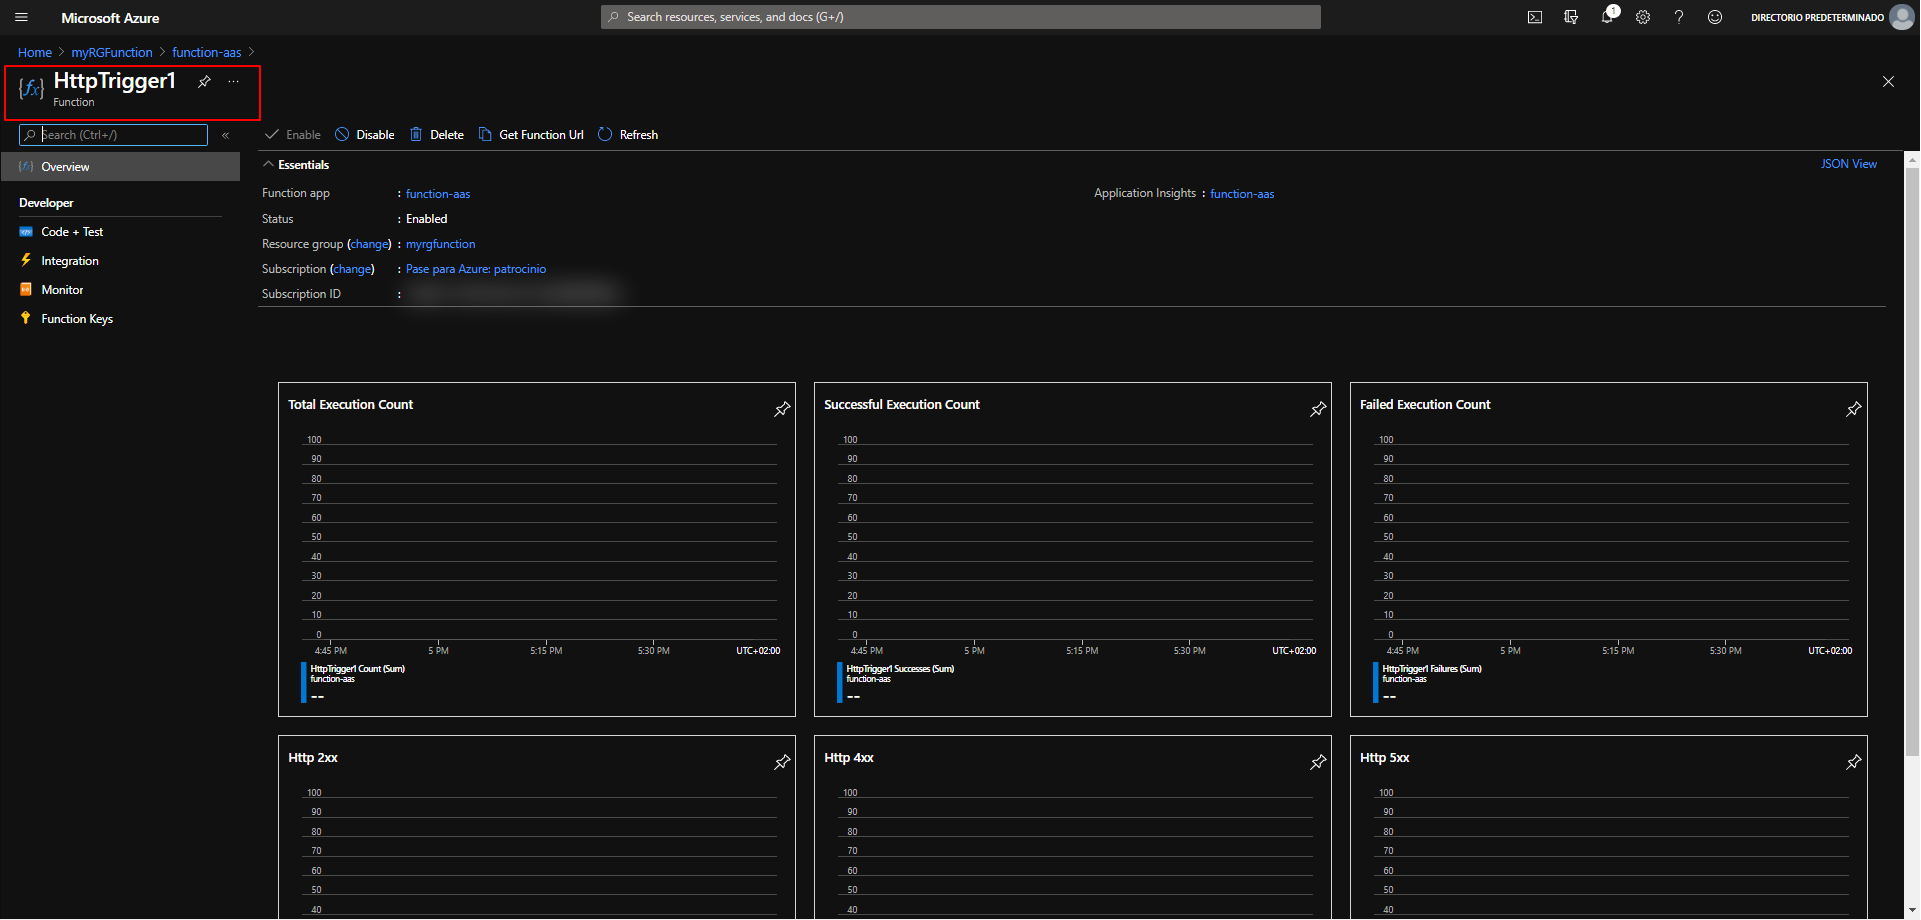 Microsoft Azure
Search resources, services, and docs (G+/)
1
DIRECTORIO PREDETERMINADO
Home > myRGFunction > function-aas >
{fx} HttpTrigger1 ...
Function
Search (Ctrl+/) «
Enable Disable Delete Get Function Url Refresh
Overview
Developer
Code + Test
Integration
Monitor
Function Keys
Essentials JSON View
Function app : function-aas
Status : Enabled
Resource group (change) : myrgfunction
Subscription (change) : Pase para Azure: patrocinio
Subscription ID :
Application Insights : function-aas
Total Execution Count
100
90
80
70
60
50
40
30
20
10
0
4:45 PM 5 PM 5:15 PM 5:30 PM UTC+02:00
HttpTrigger1 Count (Sum)
function-aas
--
Successful Execution Count
100
90
80
70
60
50
40
30
20
10
0
4:45 PM 5 PM 5:15 PM 5:30 PM UTC+02:00
HttpTrigger1 Successes (Sum)
function-aas
--
Failed Execution Count
100
90
80
70
60
50
40
30
20
10
0
4:45 PM 5 PM 5:15 PM 5:30 PM UTC+02:00
HttpTrigger1 Failures (Sum)
function-aas
--
Http 2xx
100
90
80
70
60
50
40
Http 4xx
100
90
80
70
60
50
40
Http 5xx
100
90
80
70
60
50
40